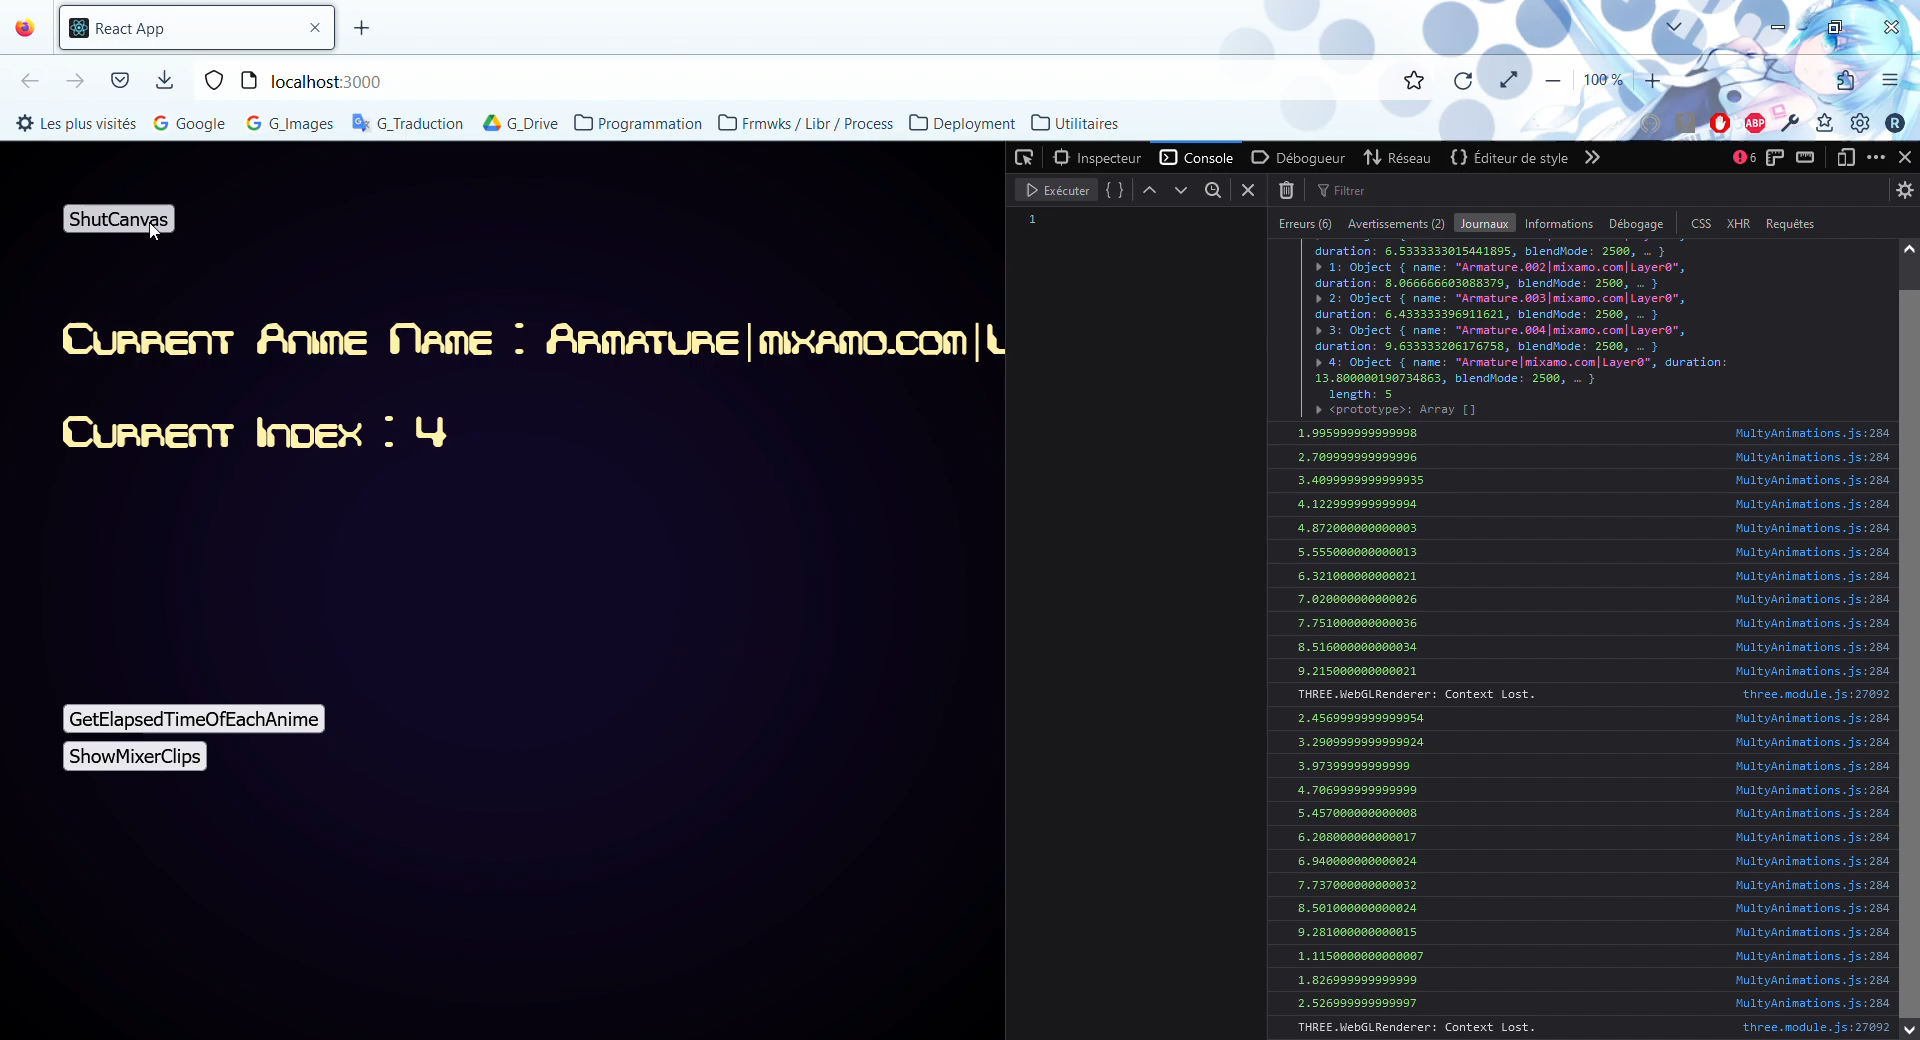 React App
localhost:3000
100 %
Les plus visités
Google
G_Images
G_Traduction
G_Drive
Programmation
Frmwks / Libr / Process
Deployment
Utilitaires
ABP
R
ShutCanvas
Current Anime Name : Armature|mixamo.com|L
Current Index : 4
GetElapsedTimeOfEachAnime
ShowMixerClips
Inspecteur
Console
Débogueur
Réseau
Éditeur de style
6
Exécuter
Filtrer
1
Erreurs (6)
Avertissements (2)
Journaux
Informations
Débogage
CSS
XHR
Requêtes
duration: 6.5333333015441895, blendMode: 2500, … }
1: Object { name: "Armature.002|mixamo.com|Layer0",
duration: 8.066666603088379, blendMode: 2500, … }
2: Object { name: "Armature.003|mixamo.com|Layer0",
duration: 6.433333396911621, blendMode: 2500, … }
3: Object { name: "Armature.004|mixamo.com|Layer0",
duration: 9.633333206176758, blendMode: 2500, … }
4: Object { name: "Armature|mixamo.com|Layer0", duration:
13.800000190734863, blendMode: 2500, … }
length: 5
<prototype>: Array []
1.995999999999998 MultyAnimations.js:284
2.709999999999996 MultyAnimations.js:284
3.4099999999999935 MultyAnimations.js:284
4.122999999999994 MultyAnimations.js:284
4.872000000000003 MultyAnimations.js:284
5.555000000000013 MultyAnimations.js:284
6.321000000000021 MultyAnimations.js:284
7.020000000000026 MultyAnimations.js:284
7.751000000000036 MultyAnimations.js:284
8.516000000000034 MultyAnimations.js:284
9.215000000000021 MultyAnimations.js:284
THREE.WebGLRenderer: Context Lost. three.module.js:27092
2.4569999999999954 MultyAnimations.js:284
3.2909999999999924 MultyAnimations.js:284
3.97399999999999 MultyAnimations.js:284
4.706999999999999 MultyAnimations.js:284
5.457000000000008 MultyAnimations.js:284
6.208000000000017 MultyAnimations.js:284
6.940000000000024 MultyAnimations.js:284
7.737000000000032 MultyAnimations.js:284
8.501000000000024 MultyAnimations.js:284
9.281000000000015 MultyAnimations.js:284
1.1150000000000007 MultyAnimations.js:284
1.826999999999999 MultyAnimations.js:284
2.526999999999997 MultyAnimations.js:284
THREE.WebGLRenderer: Context Lost. three.module.js:27092